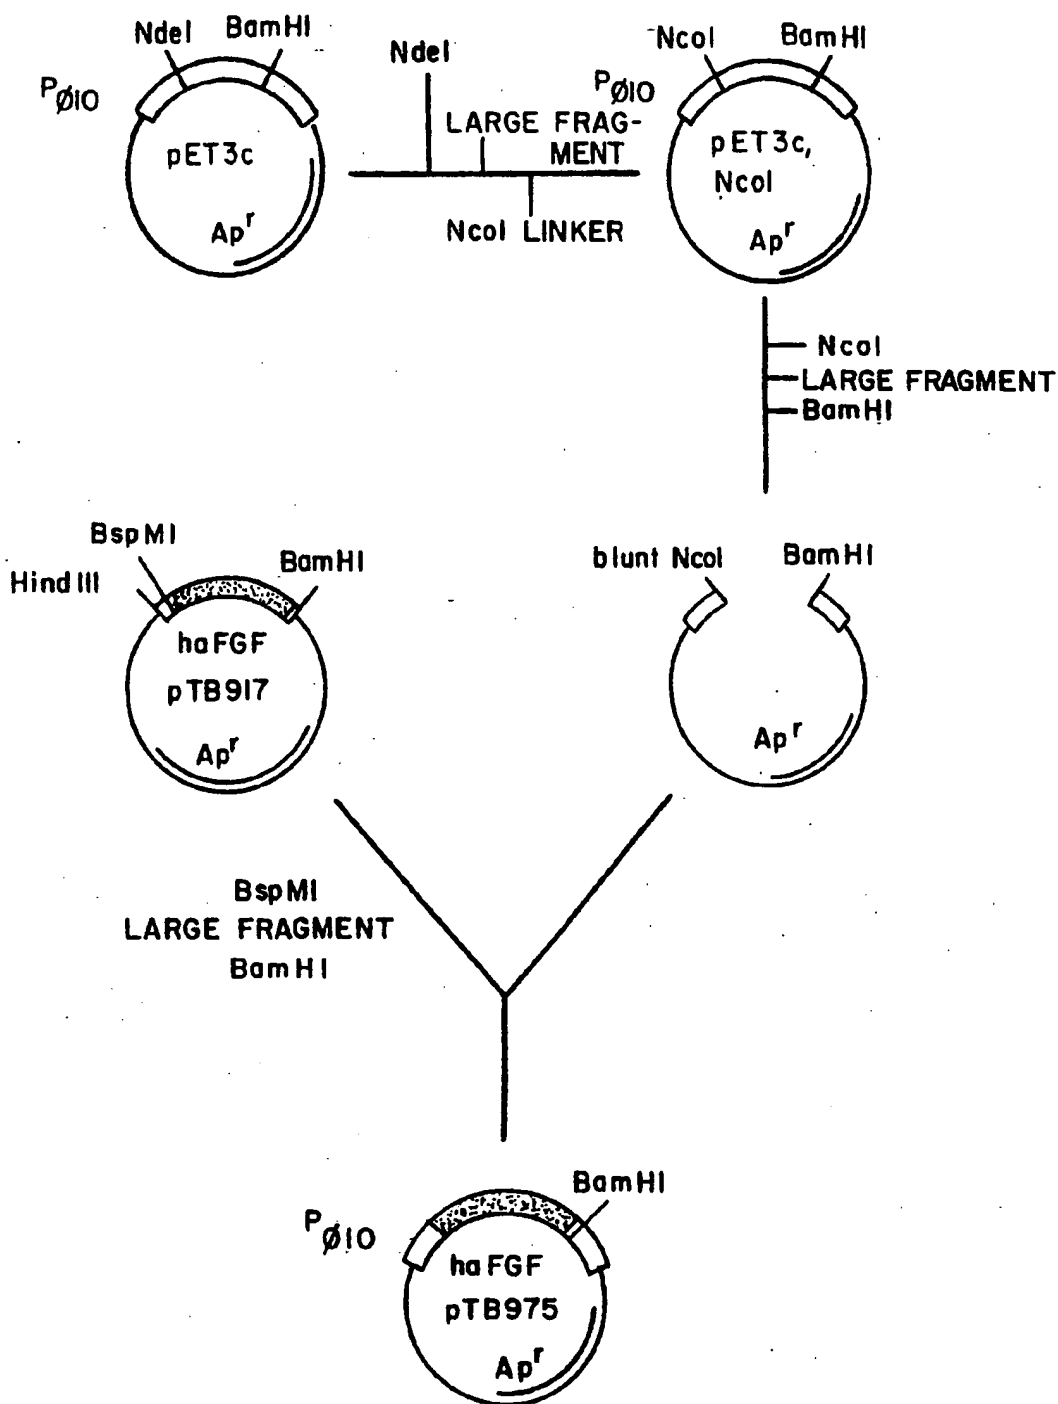 NdeI
BamHI
PØ10
pET3c
Apr
NdeI
LARGE FRAG-
MENT
NcoI LINKER
NcoI
BamHI
PØ10
pET3c,
NcoI
Apr
NcoI
LARGE FRAGMENT
BamHI
BspMI
HindIII
BamHI
haFGF
pTB917
Apr
blunt NcoI
BamHI
Apr
BspMI
LARGE FRAGMENT
BamHI
PØ10
BamHI
haFGF
pTB975
Apr